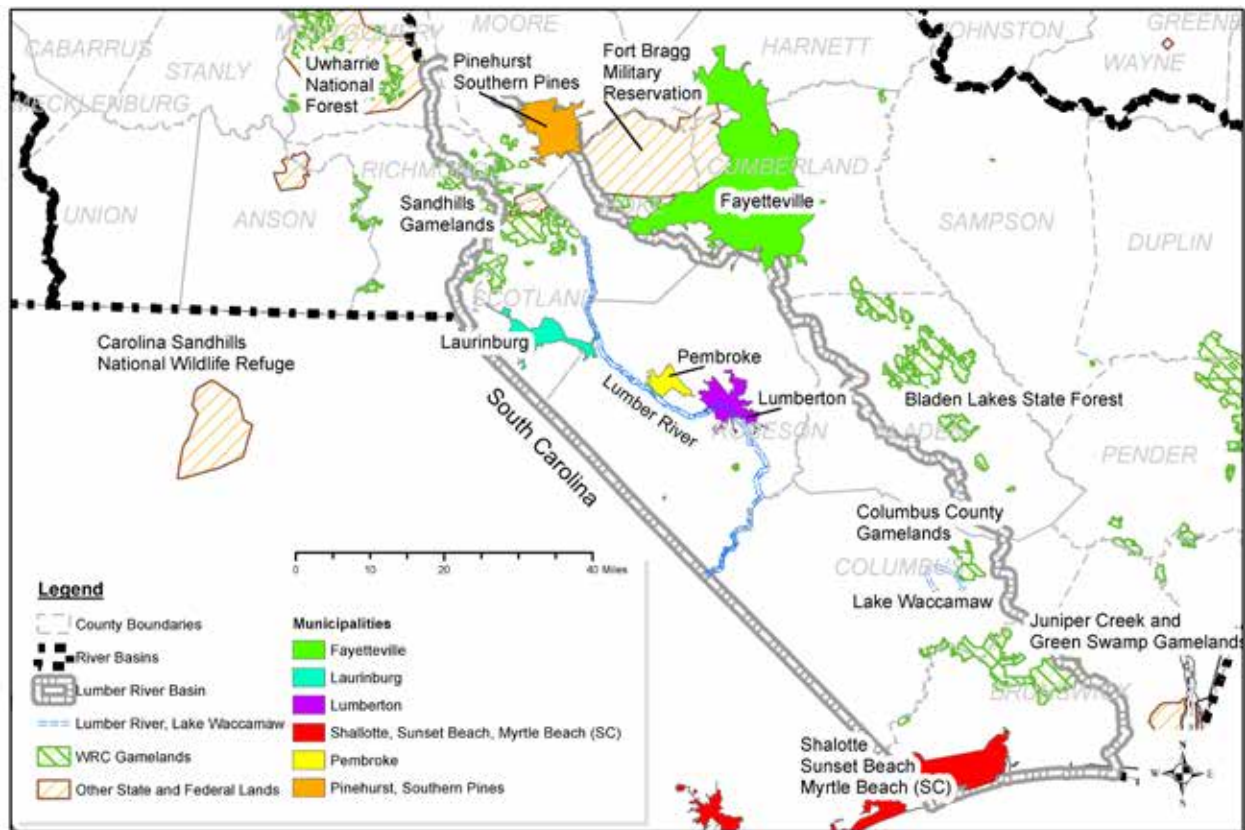 MONTGOMERY
MOORE
JOHNSTON
GREENE
CABARRUS
STANLY
HARNETT
WAYNE
Uwharrie
National
Forest
Pinehurst
Southern Pines
Fort Bragg
Military
Reservation
MECKLENBURG
RICHMOND
CUMBERLAND
UNION
ANSON
Sandhills
Gamelands
Fayetteville
SAMPSON
DUPLIN
SCOTLAND
Carolina Sandhills
National Wildlife Refuge
Laurinburg
Pembroke
Lumberton
Lumber River
South Carolina
Bladen Lakes State Forest
ROBESON
BLADEN
PENDER
Columbus County
Gamelands
COLUMBUS
Lake Waccamaw
Juniper Creek and
Green Swamp Gamelands
BRUNSWICK
Shalotte
Sunset Beach
Myrtle Beach (SC)
0 10 20 40 Miles
Legend
County Boundaries
River Basins
Lumber River Basin
Lumber River, Lake Waccamaw
WRC Gamelands
Other State and Federal Lands
Municipalities
Fayetteville
Laurinburg
Lumberton
Shallotte, Sunset Beach, Myrtle Beach (SC)
Pembroke
Pinehurst, Southern Pines
N
W E
S